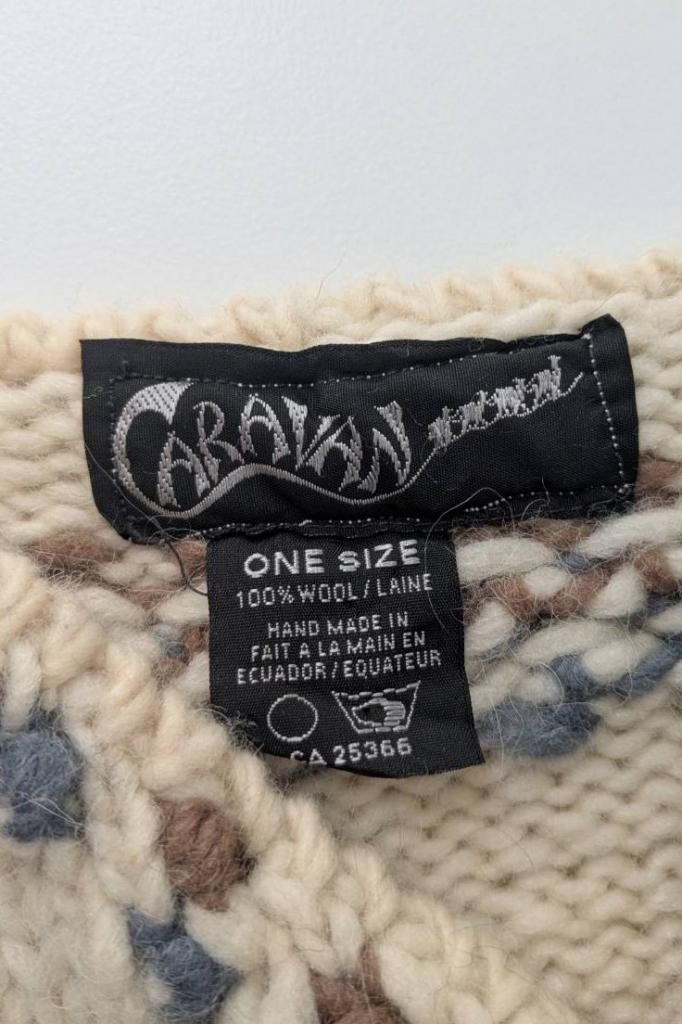 CARAVAN
ONE SIZE
100% WOOL / LAINE
HAND MADE IN
FAIT A LA MAIN EN
ECUADOR / EQUATEUR
CA 25366